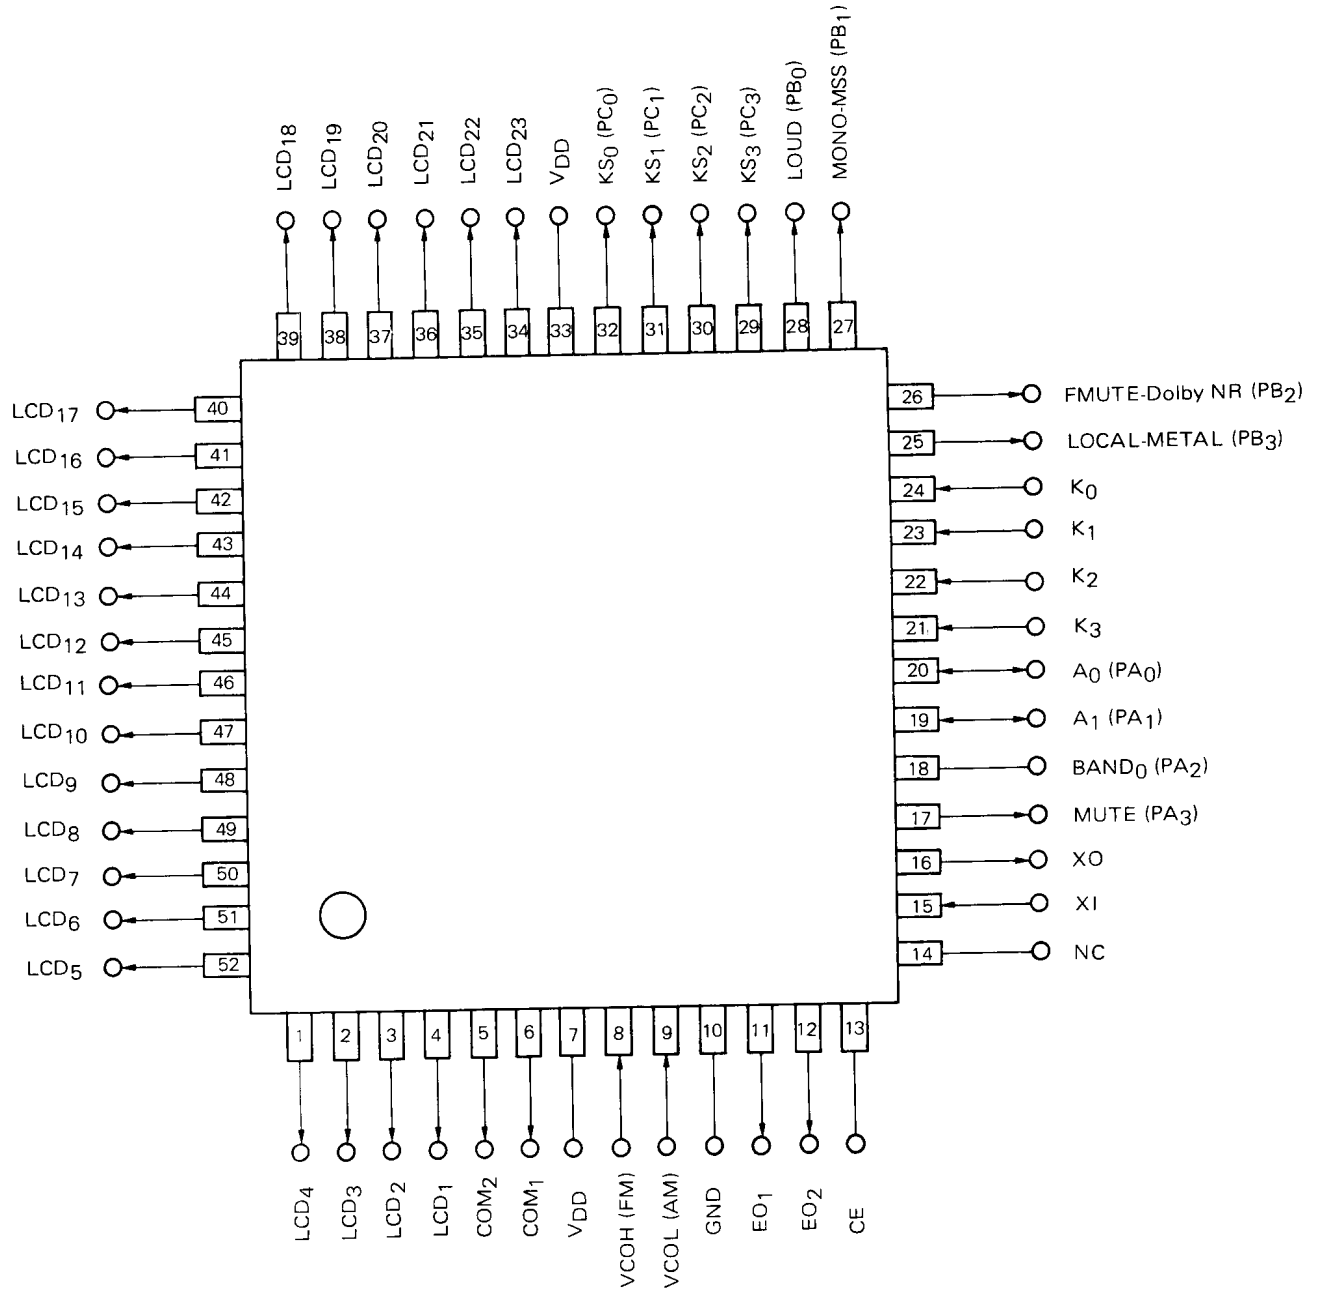 LCD18
LCD19
LCD20
LCD21
LCD22
LCD23
VDD
KS0 (PC0)
KS1 (PC1)
KS2 (PC2)
KS3 (PC3)
LOUD (PB0)
MONO-MSS (PB1)
39
38
37
36
35
34
33
32
31
30
29
28
27
LCD17 40
LCD16 41
LCD15 42
LCD14 43
LCD13 44
LCD12 45
LCD11 46
LCD10 47
LCD9 48
LCD8 49
LCD7 50
LCD6 51
LCD5 52
26 FMUTE-Dolby NR (PB2)
25 LOCAL-METAL (PB3)
24 K0
23 K1
22 K2
21 K3
20 A0 (PA0)
19 A1 (PA1)
18 BAND0 (PA2)
17 MUTE (PA3)
16 XO
15 XI
14 NC
1
2
3
4
5
6
7
8
9
10
11
12
13
LCD4
LCD3
LCD2
LCD1
COM2
COM1
VDD
VCOH (FM)
VCOL (AM)
GND
EO1
EO2
CE